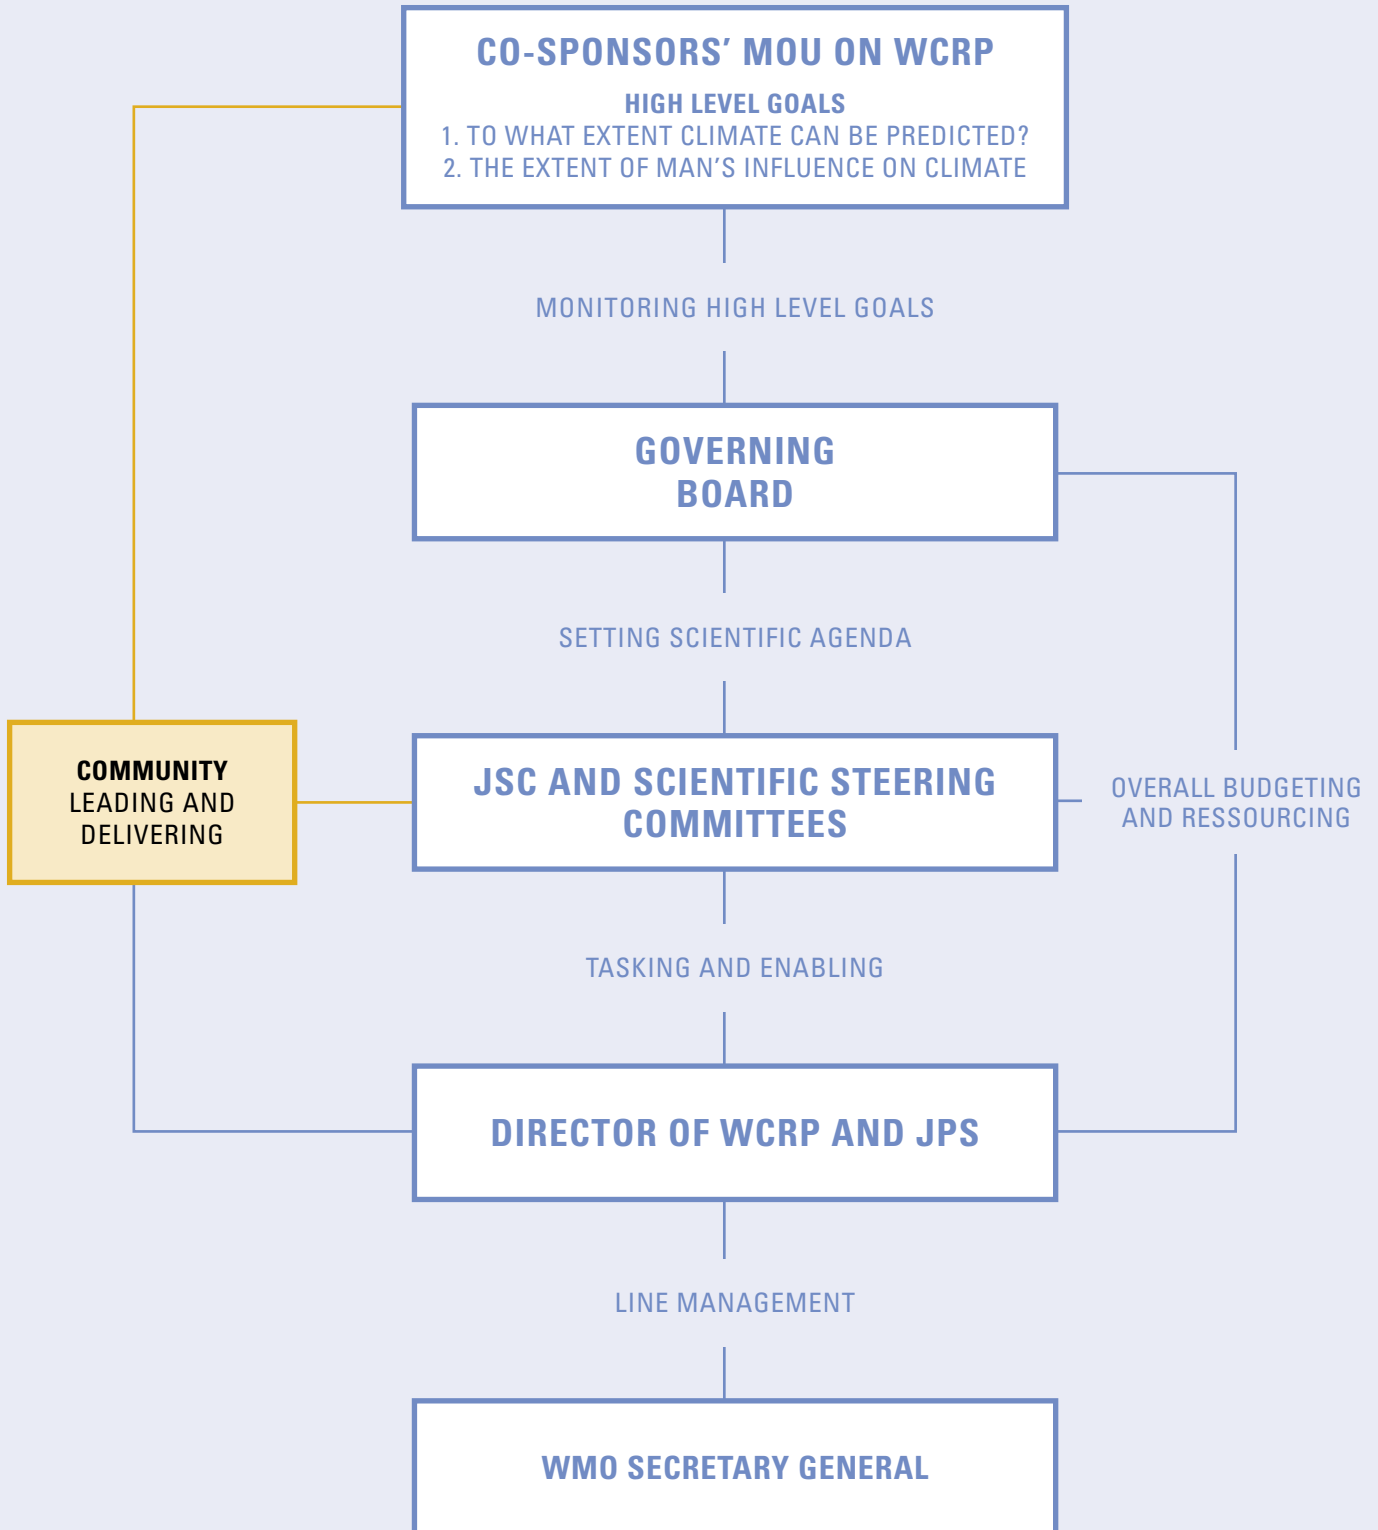 CO-SPONSORS’ MOU ON WCRP
HIGH LEVEL GOALS
1. TO WHAT EXTENT CLIMATE CAN BE PREDICTED?
2. THE EXTENT OF MAN’S INFLUENCE ON CLIMATE
MONITORING HIGH LEVEL GOALS
GOVERNING
BOARD
SETTING SCIENTIFIC AGENDA
COMMUNITY
LEADING AND
DELIVERING
JSC AND SCIENTIFIC STEERING
COMMITTEES
OVERALL BUDGETING
AND RESSOURCING
TASKING AND ENABLING
DIRECTOR OF WCRP AND JPS
LINE MANAGEMENT
WMO SECRETARY GENERAL